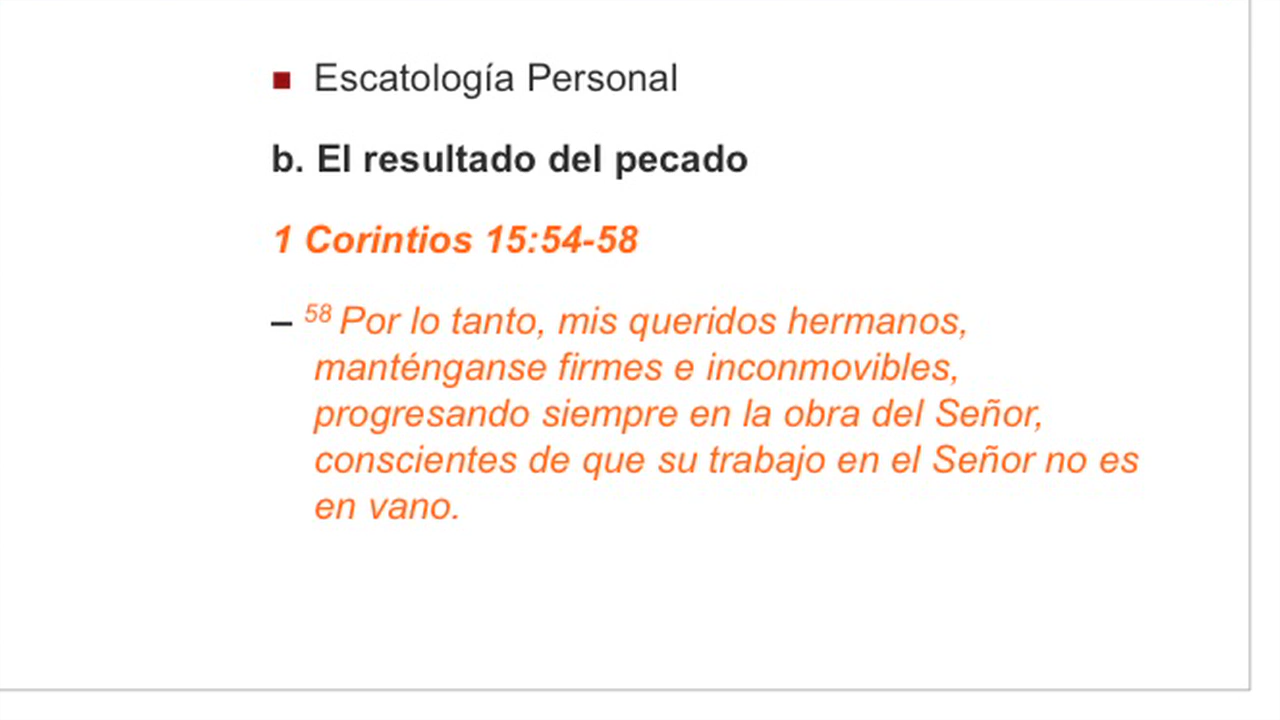 Escatología Personal
b. El resultado del pecado
1 Corintios 15:54-58
– 58 Por lo tanto, mis queridos hermanos,
manténganse firmes e inconmovibles,
progresando siempre en la obra del Señor,
conscientes de que su trabajo en el Señor no es
en vano.